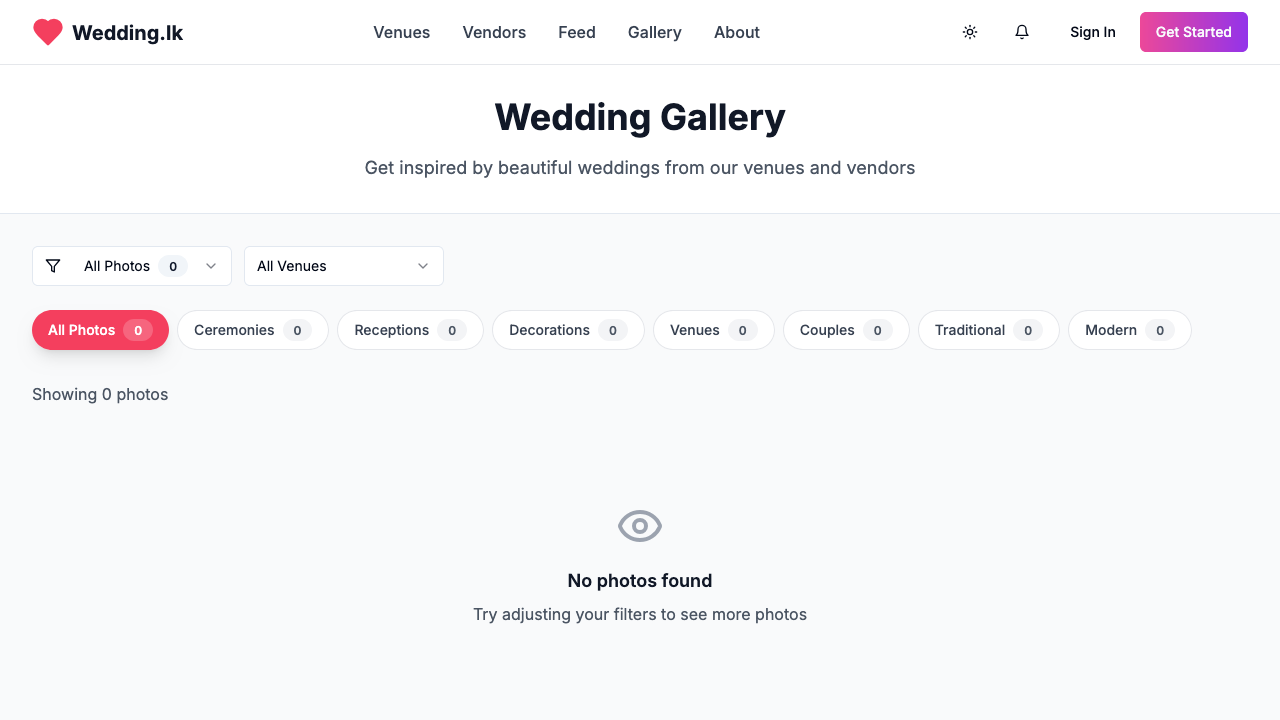 Wedding.lk
Venues Vendors Feed Gallery About
Sign In
Get Started
Wedding Gallery
Get inspired by beautiful weddings from our venues and vendors
All Photos 0
All Venues
All Photos 0 Ceremonies 0 Receptions 0 Decorations 0 Venues 0 Couples 0 Traditional 0 Modern 0
Showing 0 photos
No photos found
Try adjusting your filters to see more photos